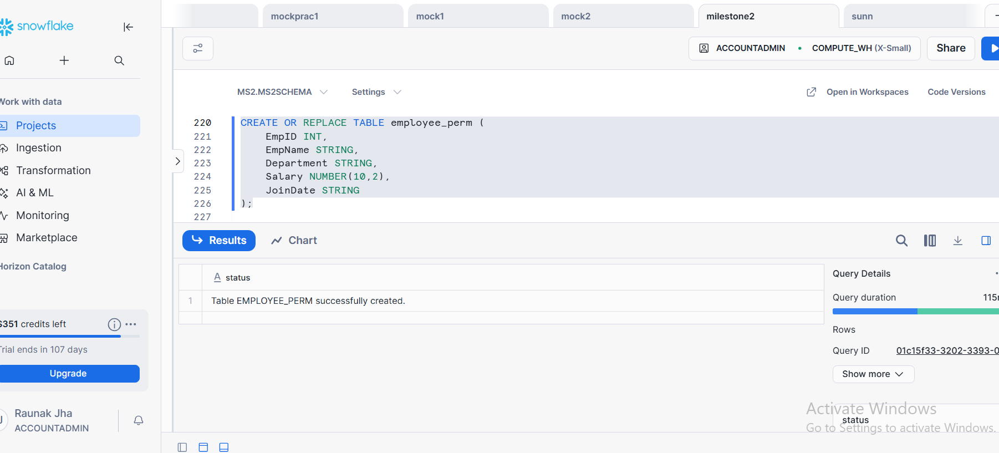 snowflake
Work with data
Projects
Ingestion
Transformation
AI & ML
Monitoring
Marketplace
Horizon Catalog
$351 credits left
Trial ends in 107 days
Upgrade
Raunak Jha
ACCOUNTADMIN
mockprac1
mock1
mock2
milestone2
sunn
ACCOUNTADMIN • COMPUTE_WH (X-Small)
Share
MS2.MS2SCHEMA
Settings
Open in Workspaces
Code Versions
220 CREATE OR REPLACE TABLE employee_perm (
221 EmpID INT,
222 EmpName STRING,
223 Department STRING,
224 Salary NUMBER(10,2),
225 JoinDate STRING
226 );
227
Results
Chart
A status
1 Table EMPLOYEE_PERM successfully created.
Query Details
Query duration 115
Rows
Query ID 01c15f33-3202-3393-0
Show more
status
Activate Windows
Go to Settings to activate Windows.